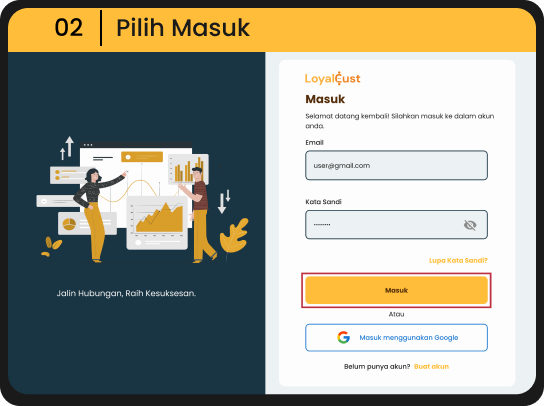 02 Pilih Masuk
LoyalCust
Masuk
Selamat datang kembali! Silahkan masuk ke dalam akun
anda.
Email
user@gmail.com
Kata Sandi
Lupa Kata Sandi?
Masuk
Atau
Masuk menggunakan Google
Belum punya akun? Buat akun
Jalin Hubungan, Raih Kesuksesan.